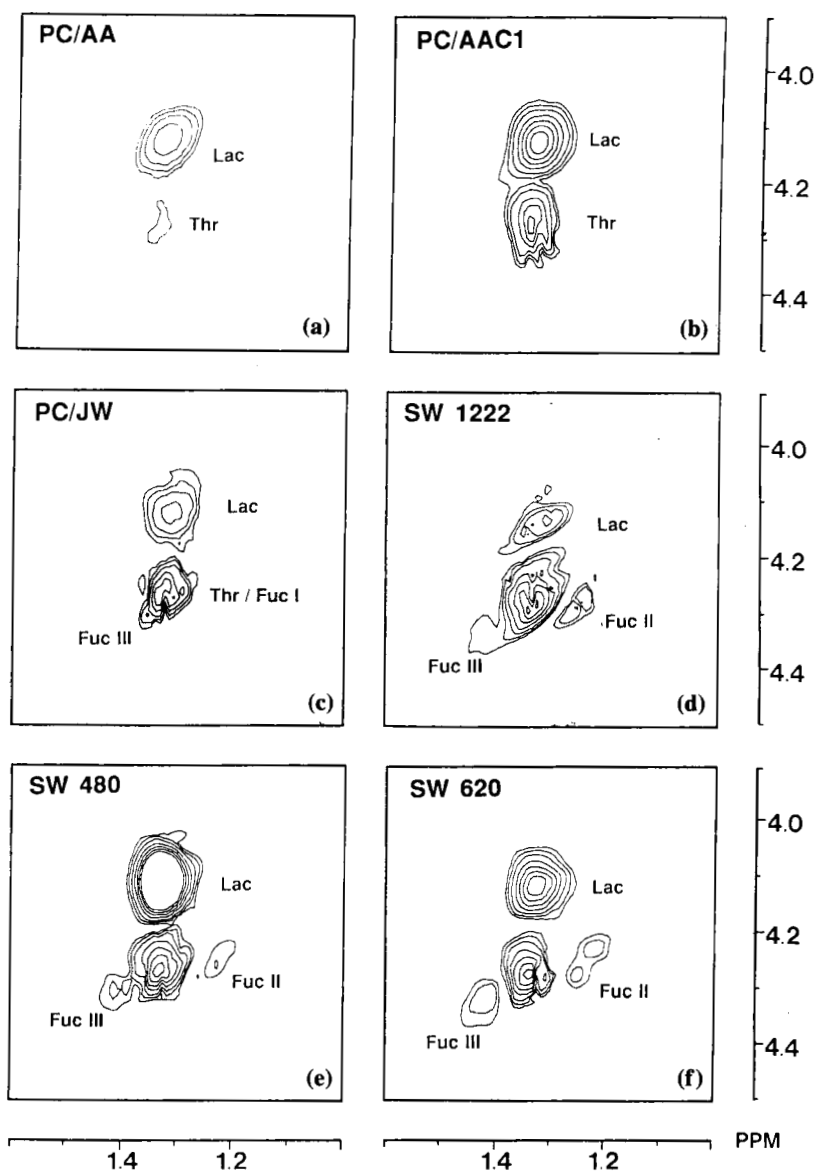 PC/AA
Lac
Thr
(a)
PC/AAC1
Lac
Thr
(b)
4.0
4.2
4.4
PC/JW
Lac
Thr / Fuc I
Fuc III
(c)
SW 1222
Lac
Fuc II
Fuc III
(d)
4.0
4.2
4.4
SW 480
Lac
Fuc II
Fuc III
(e)
SW 620
Lac
Fuc II
Fuc III
(f)
4.0
4.2
4.4
1.4 1.2
1.4 1.2
PPM